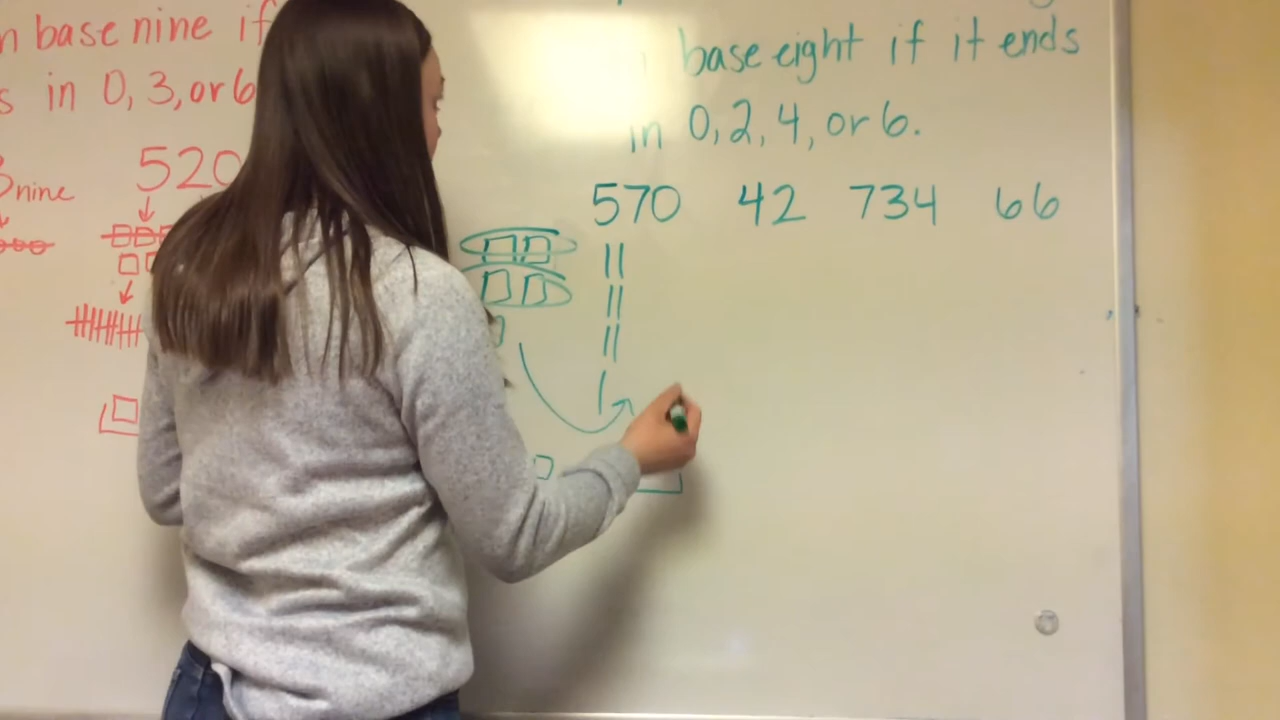 n base nine if
s in 0, 3, or 6
3nine 520
base eight if it ends
in 0, 2, 4, or 6.
570 42 734 66